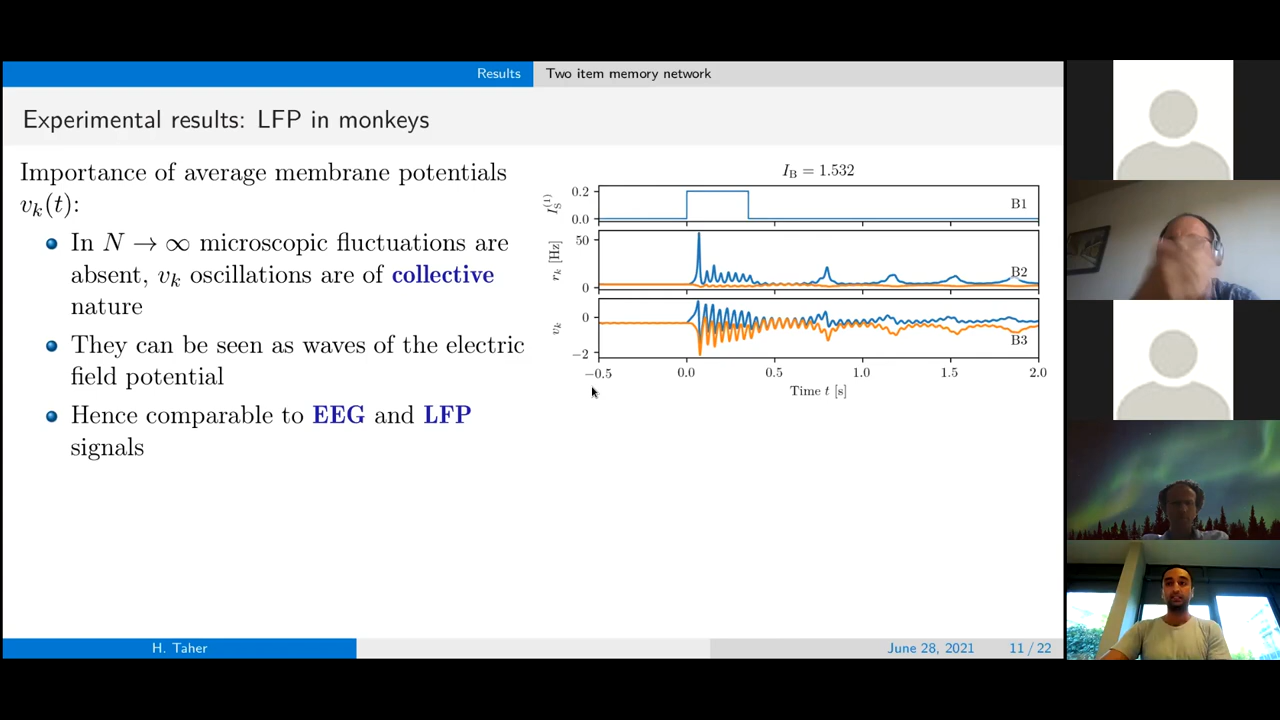 Results
Two item memory network
Experimental results: LFP in monkeys
Importance of average membrane potentials
v_k(t):
In N → ∞ microscopic fluctuations are
absent, v_k oscillations are of collective
nature
They can be seen as waves of the electric
field potential
Hence comparable to EEG and LFP
signals
I_B = 1.532
I_S^(1)
0.2
0.0
B1
r_k [Hz]
50
0
B2
v_k
0
−2
B3
−0.5 0.0 0.5 1.0 1.5 2.0
Time t [s]
H. Taher
June 28, 2021
11 / 22